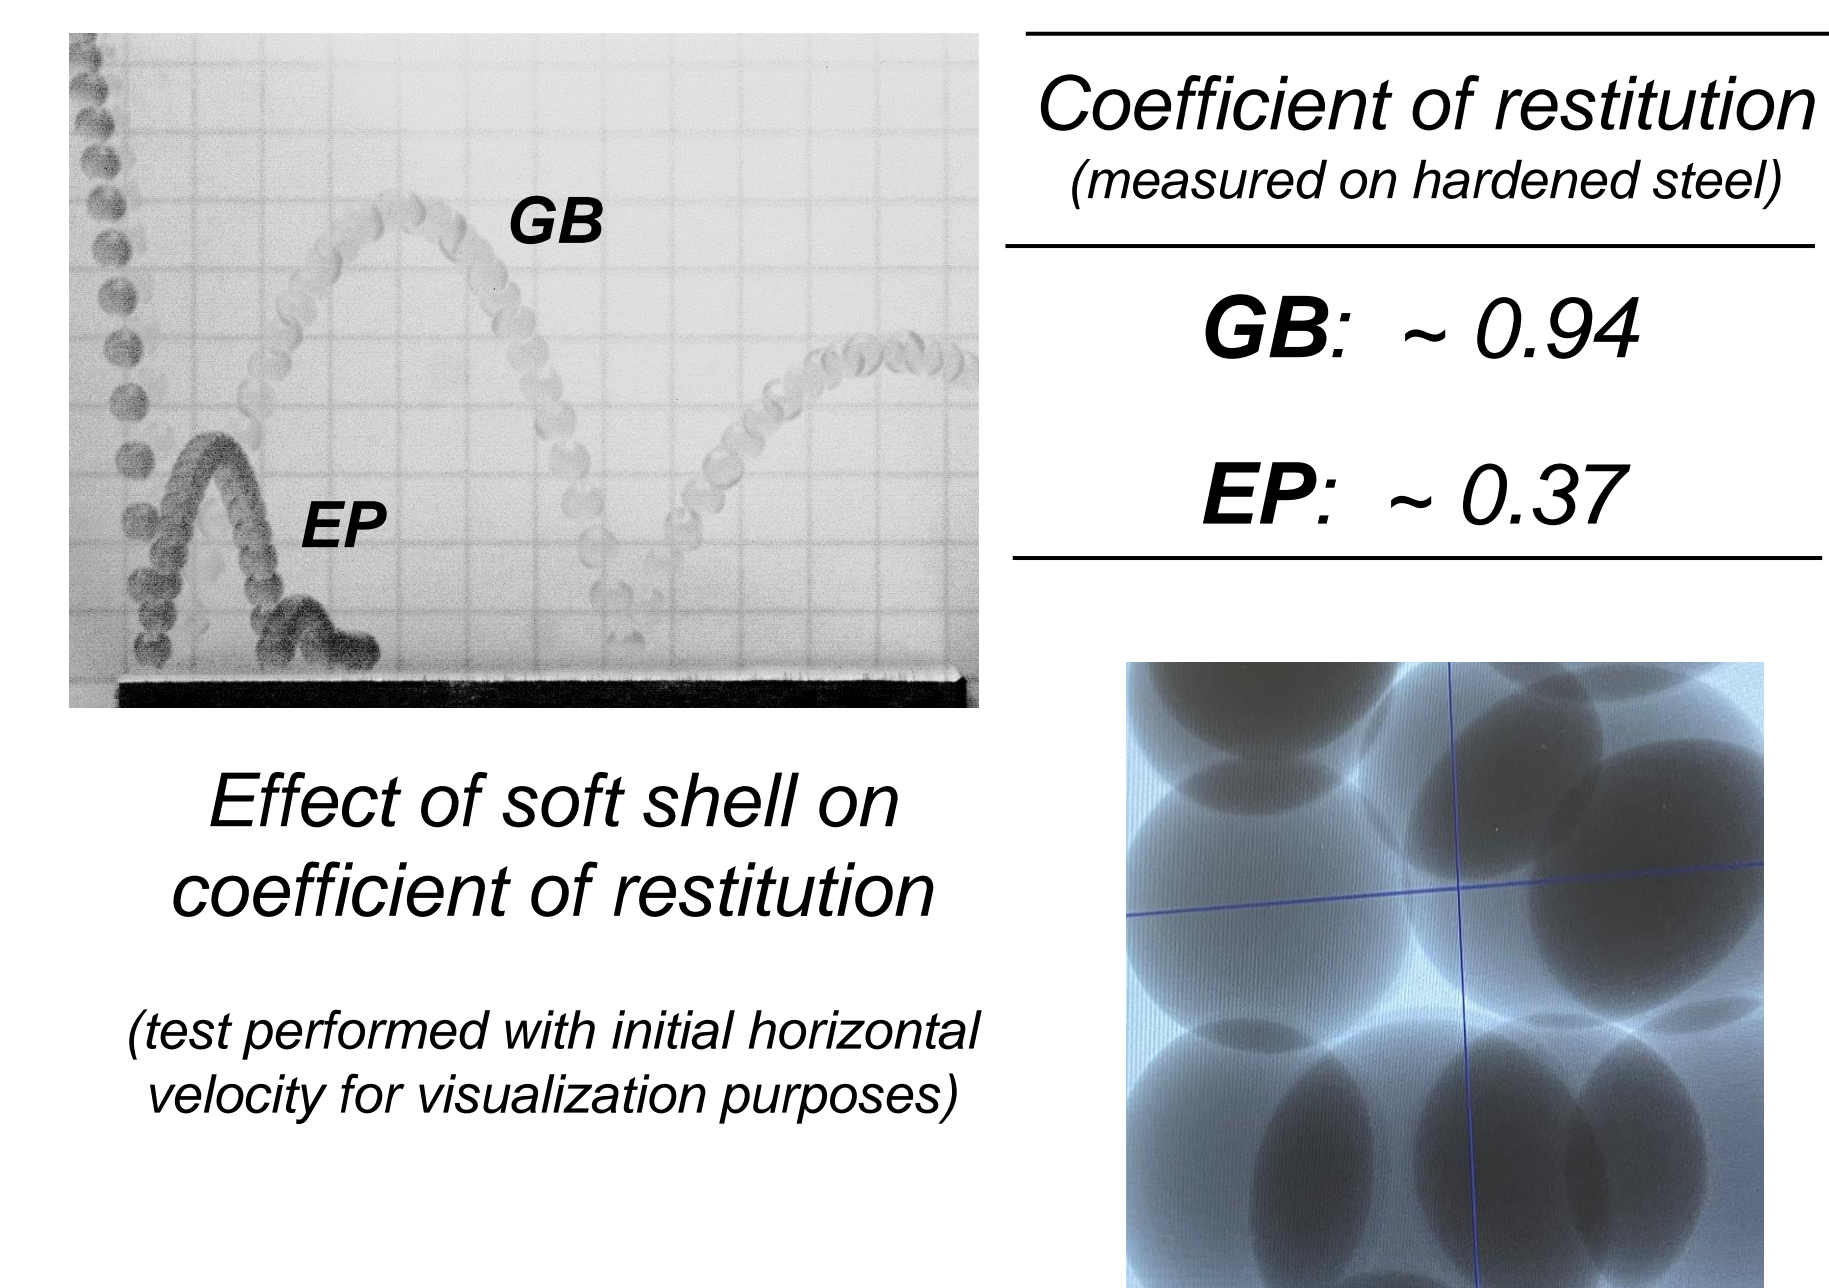 GB
EP
Effect of soft shell on
coefficient of restitution
(test performed with initial horizontal
velocity for visualization purposes)
Coefficient of restitution
(measured on hardened steel)
GB: ~ 0.94
EP: ~ 0.37